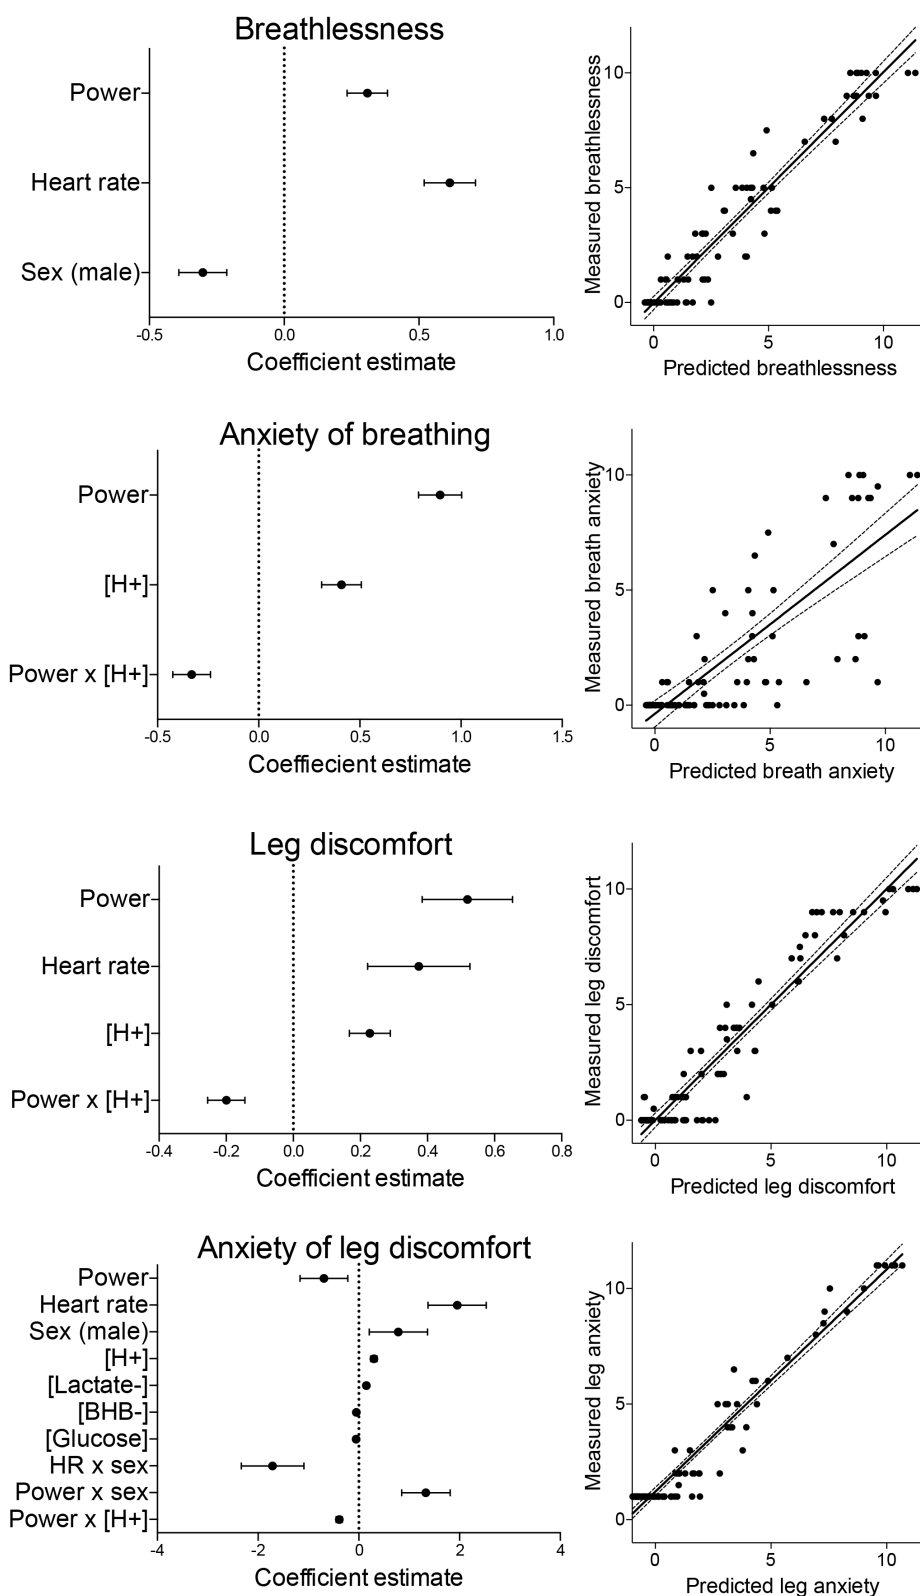 Breathlessness
Power
Heart rate
Sex (male)
-0.5 0.0 0.5 1.0
Coefficient estimate
Measured breathlessness
10
5
0
0 5 10
Predicted breathlessness
Anxiety of breathing
Power
[H+]
Power x [H+]
-0.5 0.0 0.5 1.0 1.5
Coeffiecient estimate
Measured breath anxiety
10
5
0
0 5 10
Predicted breath anxiety
Leg discomfort
Power
Heart rate
[H+]
Power x [H+]
-0.4 -0.2 0.0 0.2 0.4 0.6 0.8
Coefficient estimate
Measured leg discomfort
10
5
0
0 5 10
Predicted leg discomfort
Anxiety of leg discomfort
Power
Heart rate
Sex (male)
[H+]
[Lactate-]
[BHB-]
[Glucose]
HR x sex
Power x sex
Power x [H+]
-4 -2 0 2 4
Coefficient estimate
Measured leg anxiety
10
5
0
0 5 10
Predicted leg anxiety